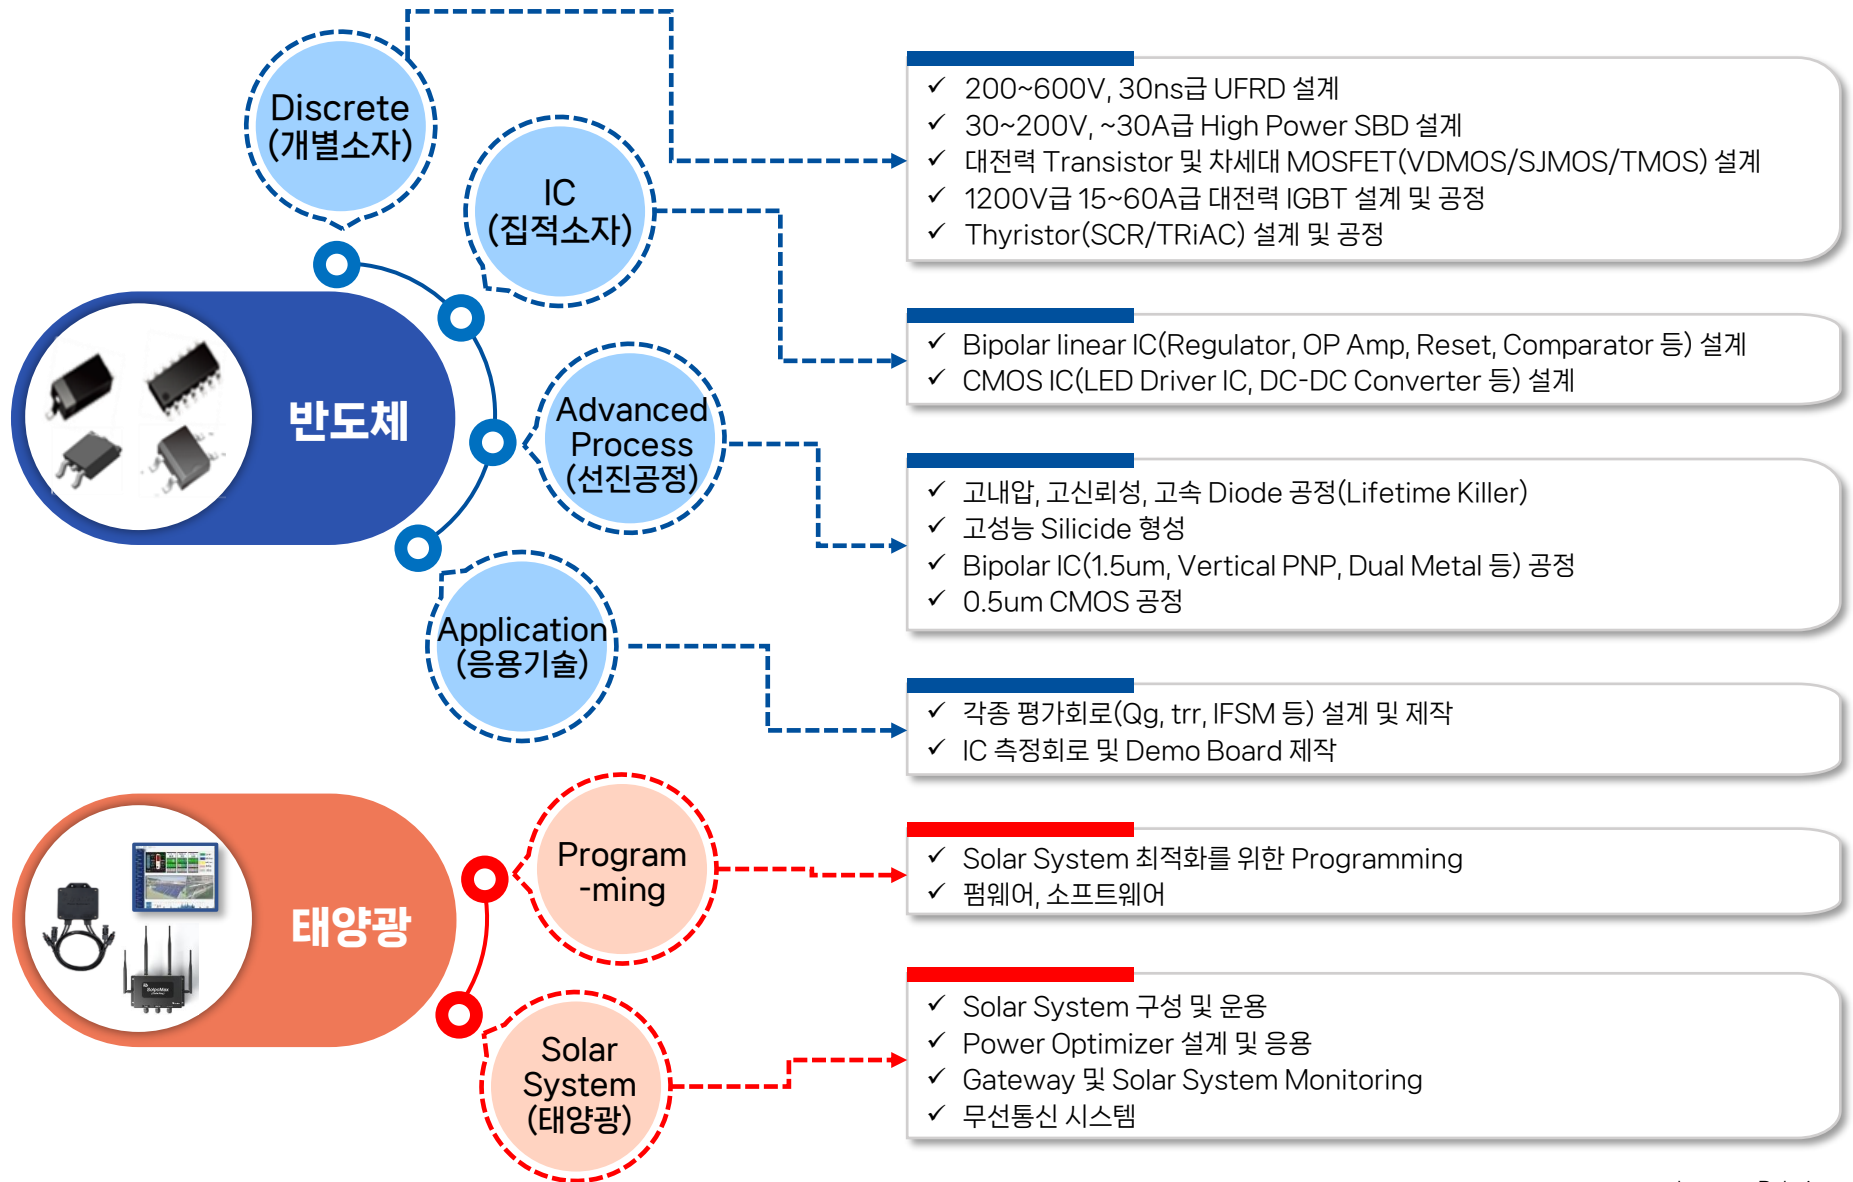 Discrete
(개별소자)
200~600V, 30ns급 UFRD 설계
30~200V, ~30A급 High Power SBD 설계
대전력 Transistor 및 차세대 MOSFET(VDMOS/SJMOS/TMOS) 설계
1200V급 15~60A급 대전력 IGBT 설계 및 공정
Thyristor(SCR/TRiAC) 설계 및 공정
IC
(집적소자)
Bipolar linear IC(Regulator, OP Amp, Reset, Comparator 등) 설계
CMOS IC(LED Driver IC, DC-DC Converter 등) 설계
반도체
Advanced
Process
(선진공정)
고내압, 고신뢰성, 고속 Diode 공정(Lifetime Killer)
고성능 Silicide 형성
Bipolar IC(1.5um, Vertical PNP, Dual Metal 등) 공정
0.5um CMOS 공정
Application
(응용기술)
각종 평가회로(Qg, trr, IFSM 등) 설계 및 제작
IC 측정회로 및 Demo Board 제작
태양광
Program
-ming
Solar System 최적화를 위한 Programming
펌웨어, 소프트웨어
Solar
System
(태양광)
Solar System 구성 및 운용
Power Optimizer 설계 및 응용
Gateway 및 Solar System Monitoring
무선통신 시스템